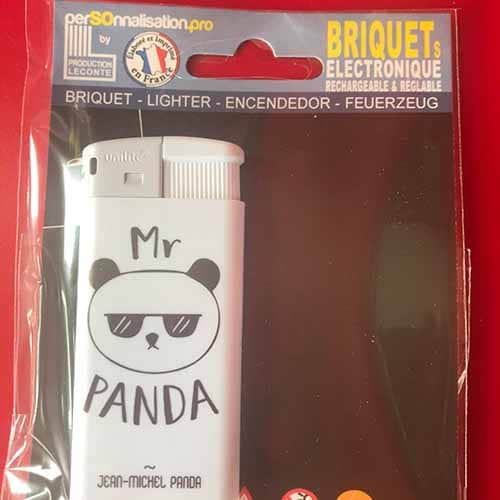 perSOnnalisation.pro
by
PRODUCTION
LECONTE
Élaboré et Imprimé
en France
BRIQUETs
ELECTRONIQUE
RECHARGEABLE & REGLABLE
BRIQUET - LIGHTER - ENCENDEDOR - FEUERZEUG
unilite
Mr
PANDA
~
JEAN-MICHEL PANDA